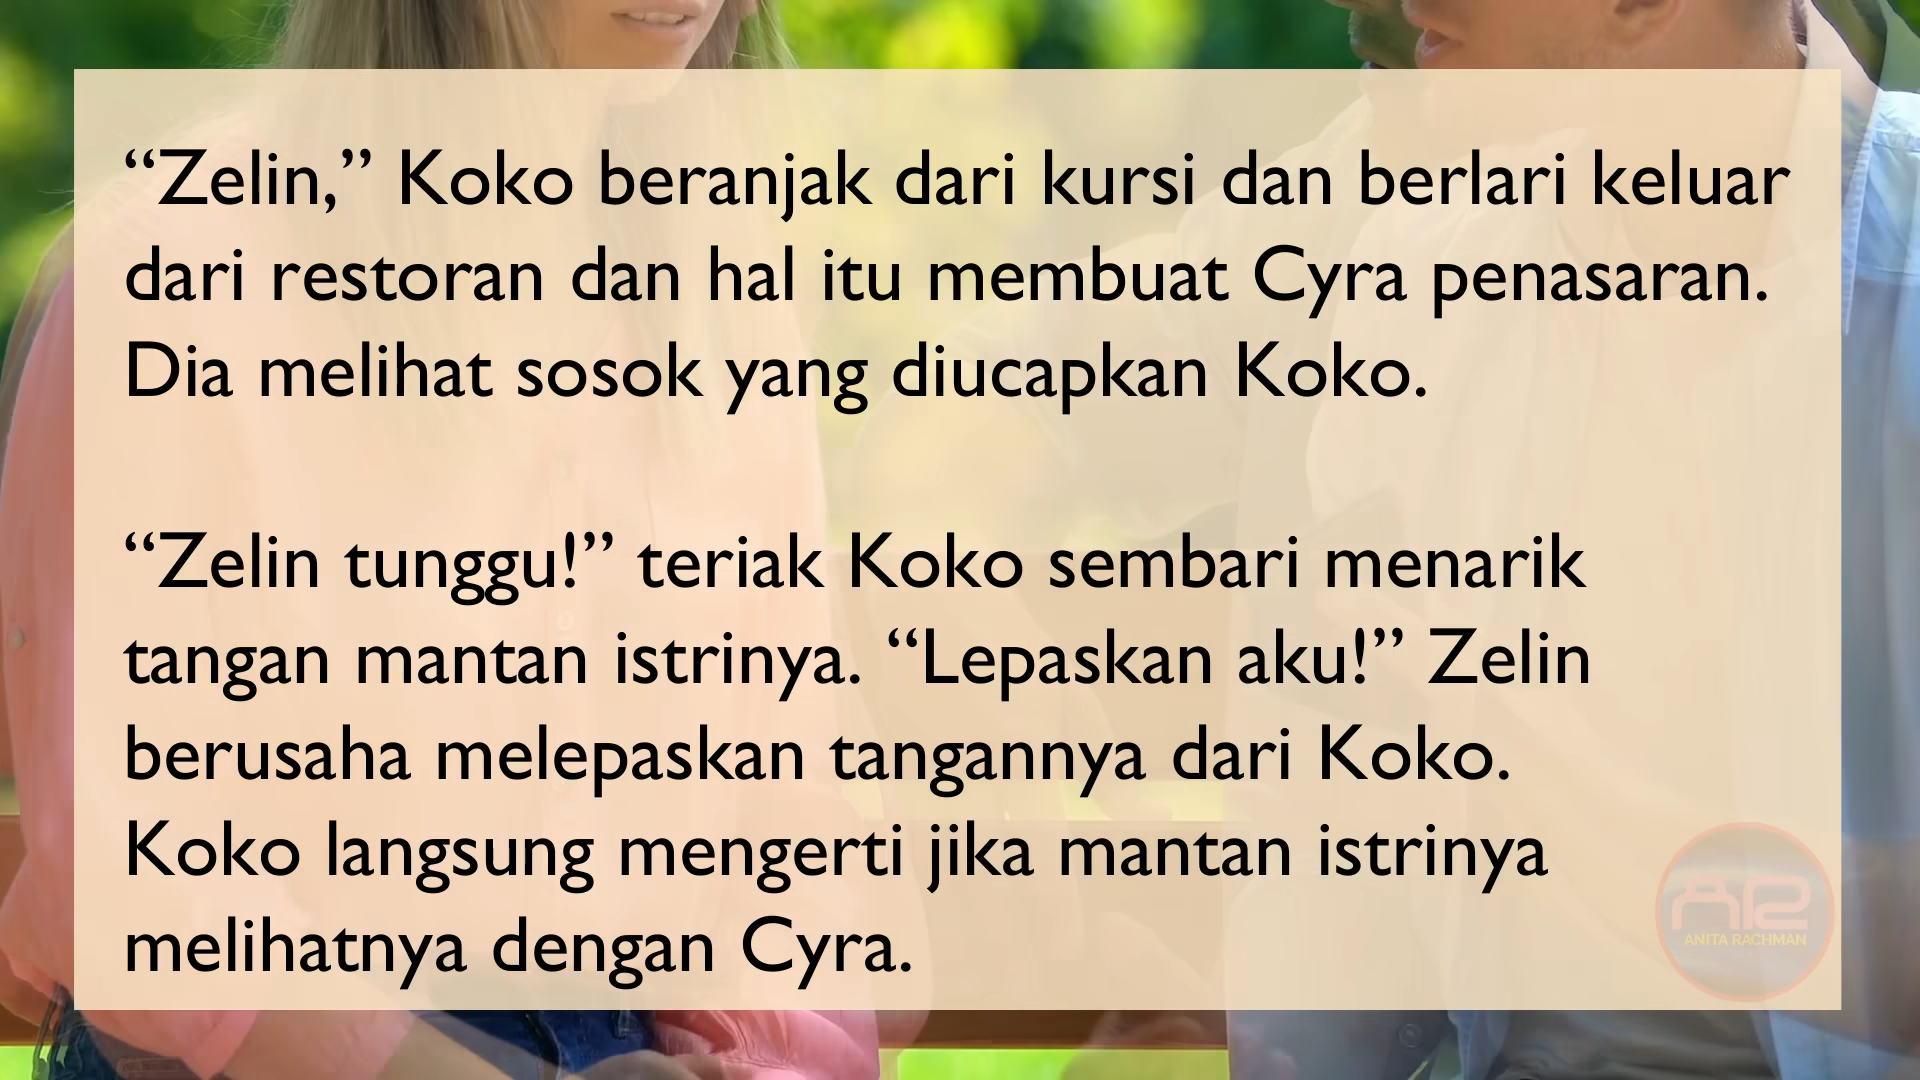 “Zelin,” Koko beranjak dari kursi dan berlari keluar
dari restoran dan hal itu membuat Cyra penasaran.
Dia melihat sosok yang diucapkan Koko.
“Zelin tunggu!” teriak Koko sembari menarik
tangan mantan istrinya. “Lepaskan aku!” Zelin
berusaha melepaskan tangannya dari Koko.
Koko langsung mengerti jika mantan istrinya
melihatnya dengan Cyra.
AR
ANITA RACHMAN